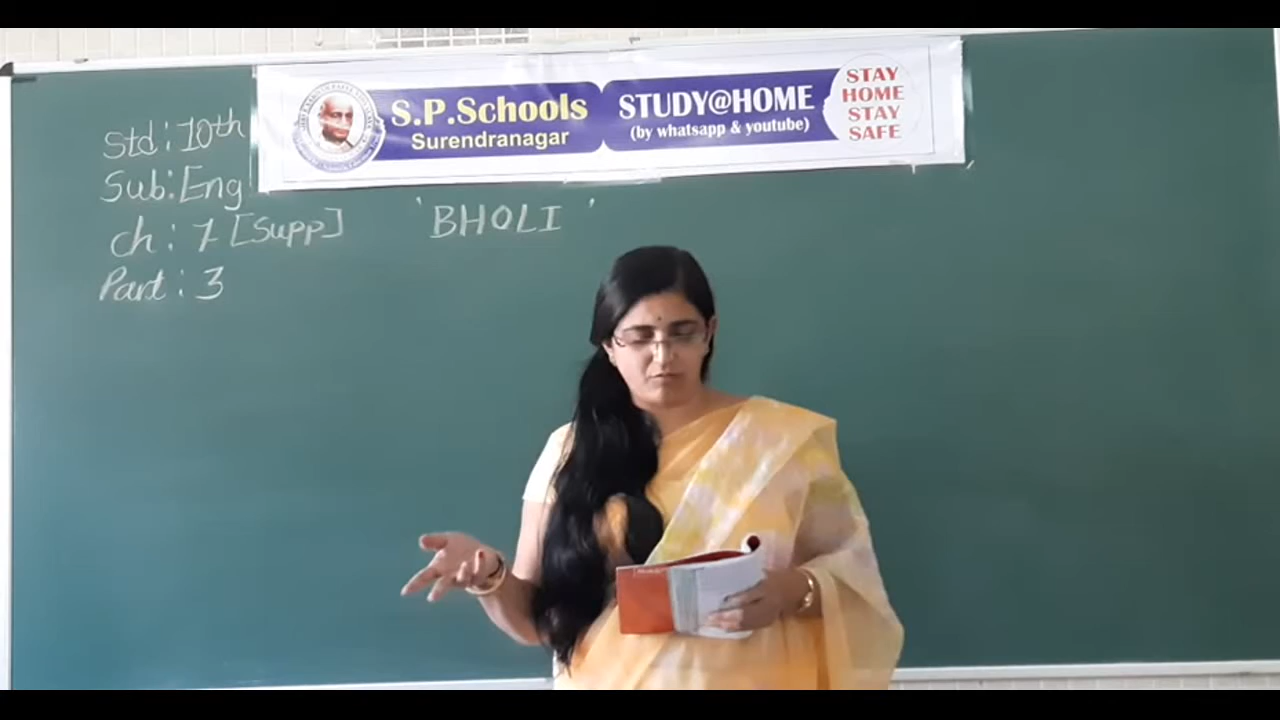 S.P.Schools
Surendranagar
STUDY@HOME
(by whatsapp & youtube)
STAY
HOME
STAY
SAFE
Std: 10th
Sub: Eng
ch: 7 [Supp]
'BHOLI'
Part: 3